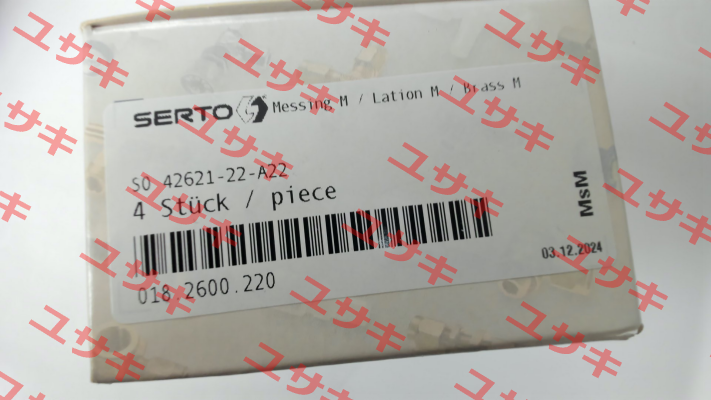 SERTO Messing M / Lation M / Brass M
SO 42621-22-A22
4 Stück / piece
018.2600.220
MsM
03.12.2024
ユサキ